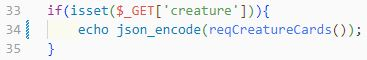 33 if(isset($_GET['creature'])){
34 echo json_encode(reqCreatureCards());
35 }